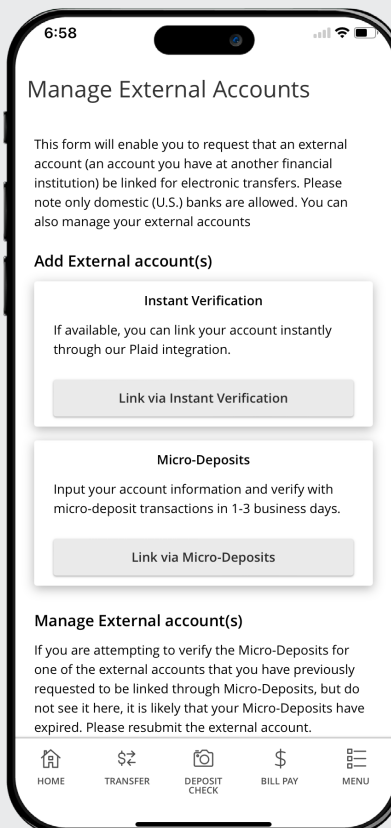 6:58
Manage External Accounts
This form will enable you to request that an external
account (an account you have at another financial
institution) be linked for electronic transfers. Please
note only domestic (U.S.) banks are allowed. You can
also manage your external accounts
Add External account(s)
Instant Verification
If available, you can link your account instantly
through our Plaid integration.
Link via Instant Verification
Micro-Deposits
Input your account information and verify with
micro-deposit transactions in 1-3 business days.
Link via Micro-Deposits
Manage External account(s)
If you are attempting to verify the Micro-Deposits for
one of the external accounts that you have previously
requested to be linked through Micro-Deposits, but do
not see it here, it is likely that your Micro-Deposits have
expired. Please resubmit the external account.
HOME
TRANSFER
DEPOSIT
CHECK
BILL PAY
MENU